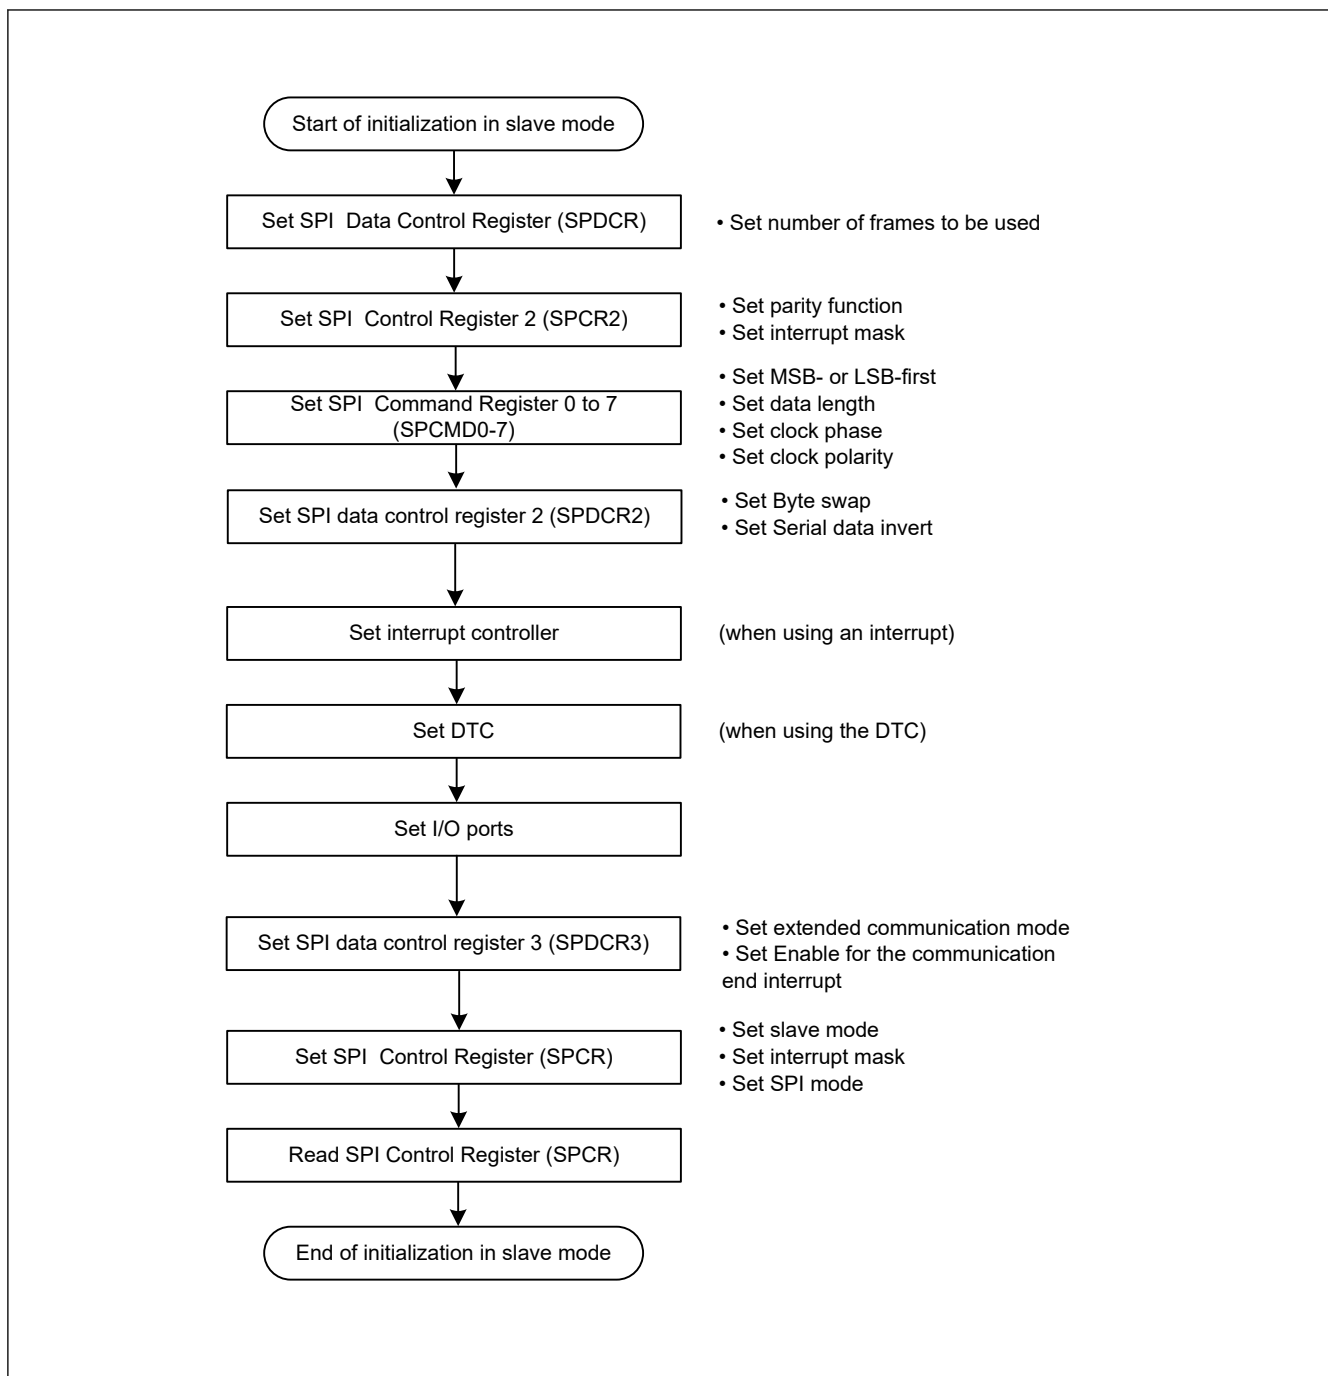 Start of initialization in slave mode
Set SPI Data Control Register (SPDCR)
• Set number of frames to be used
Set SPI Control Register 2 (SPCR2)
• Set parity function
• Set interrupt mask
Set SPI Command Register 0 to 7
(SPCMD0-7)
• Set MSB- or LSB-first
• Set data length
• Set clock phase
• Set clock polarity
Set SPI data control register 2 (SPDCR2)
• Set Byte swap
• Set Serial data invert
Set interrupt controller
(when using an interrupt)
Set DTC
(when using the DTC)
Set I/O ports
Set SPI data control register 3 (SPDCR3)
• Set extended communication mode
• Set Enable for the communication
end interrupt
Set SPI Control Register (SPCR)
• Set slave mode
• Set interrupt mask
• Set SPI mode
Read SPI Control Register (SPCR)
End of initialization in slave mode